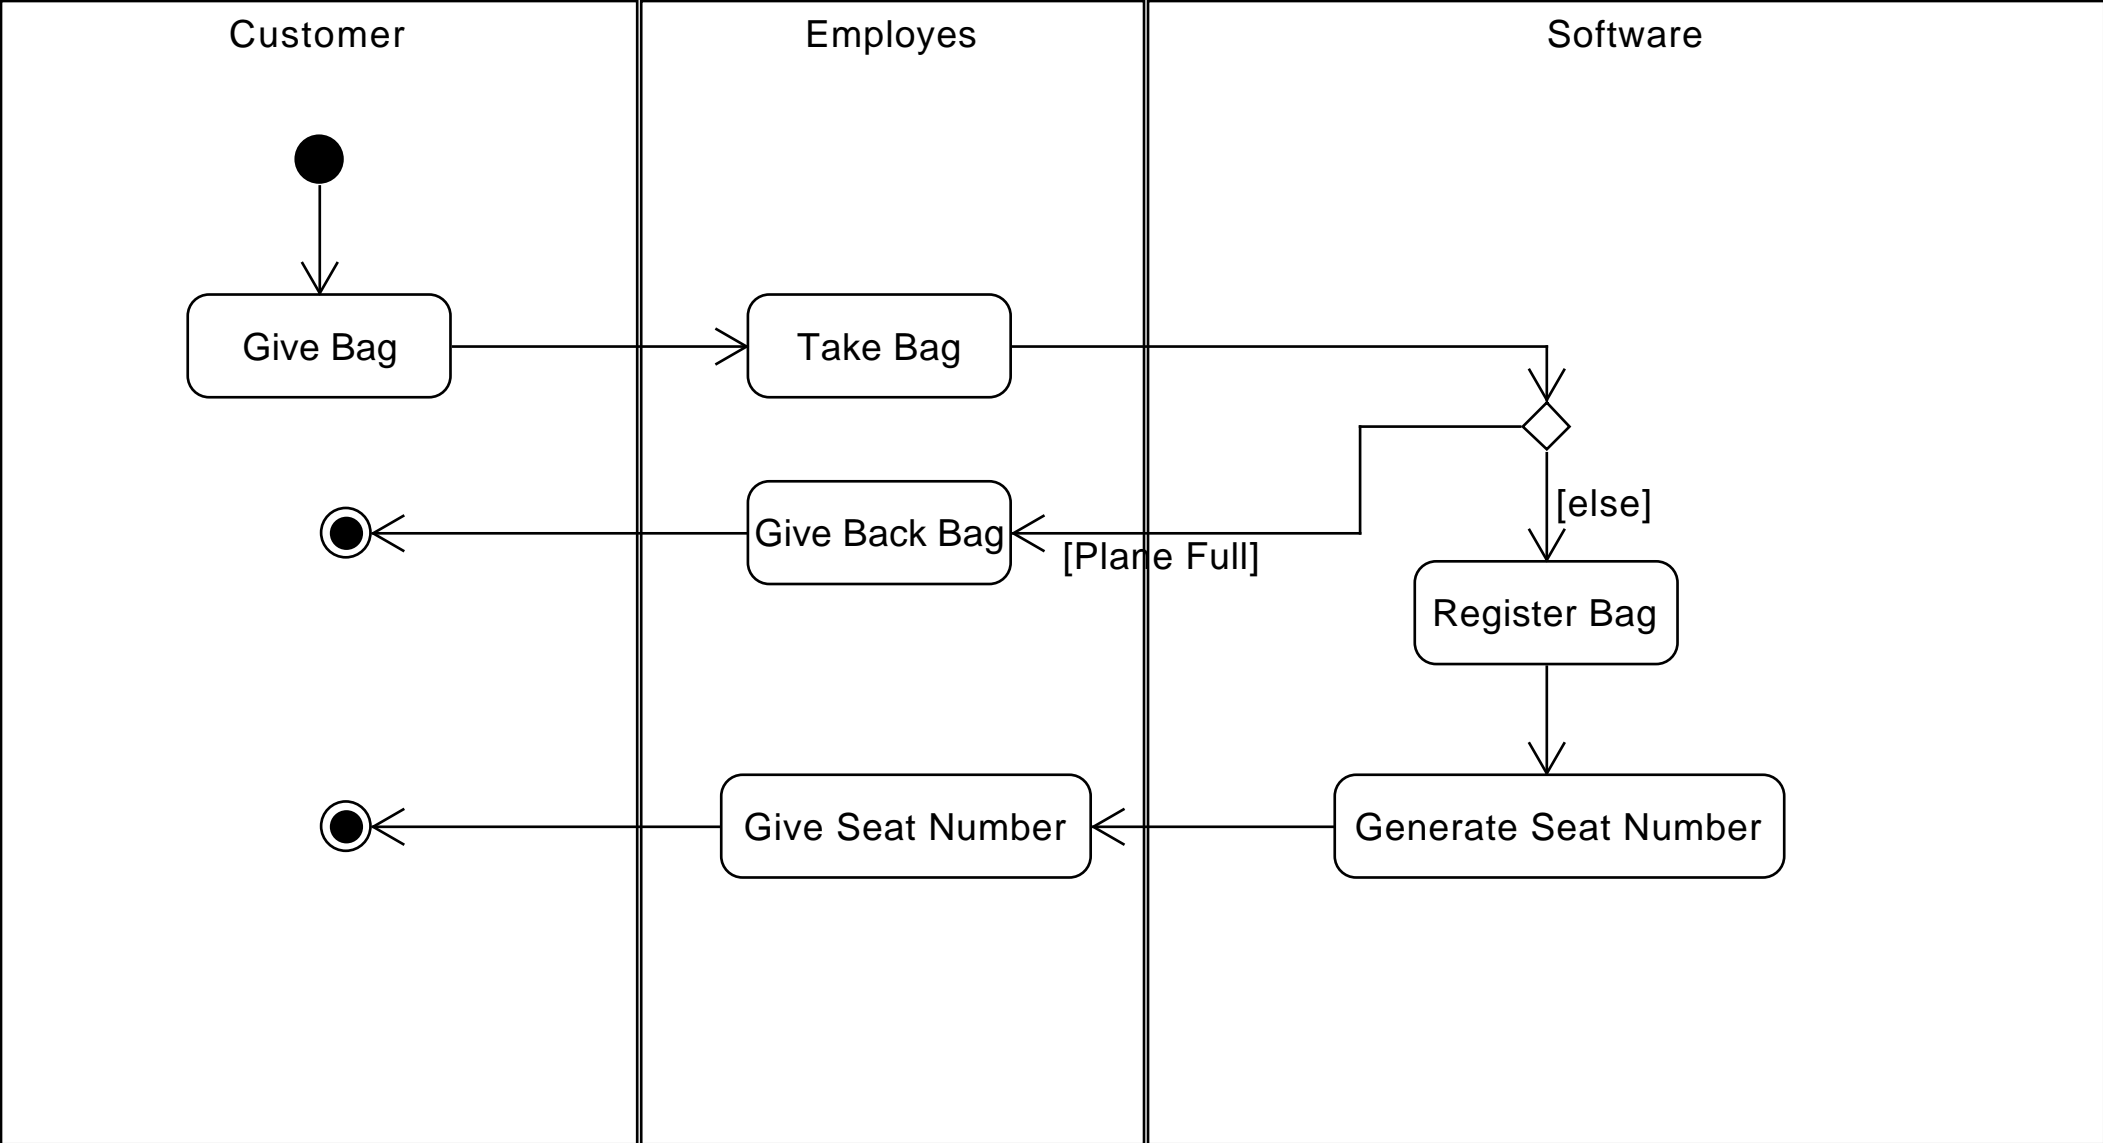 Customer
Employes
Software
Give Bag
Take Bag
[else]
Give Back Bag
[Plane Full]
Register Bag
Give Seat Number
Generate Seat Number